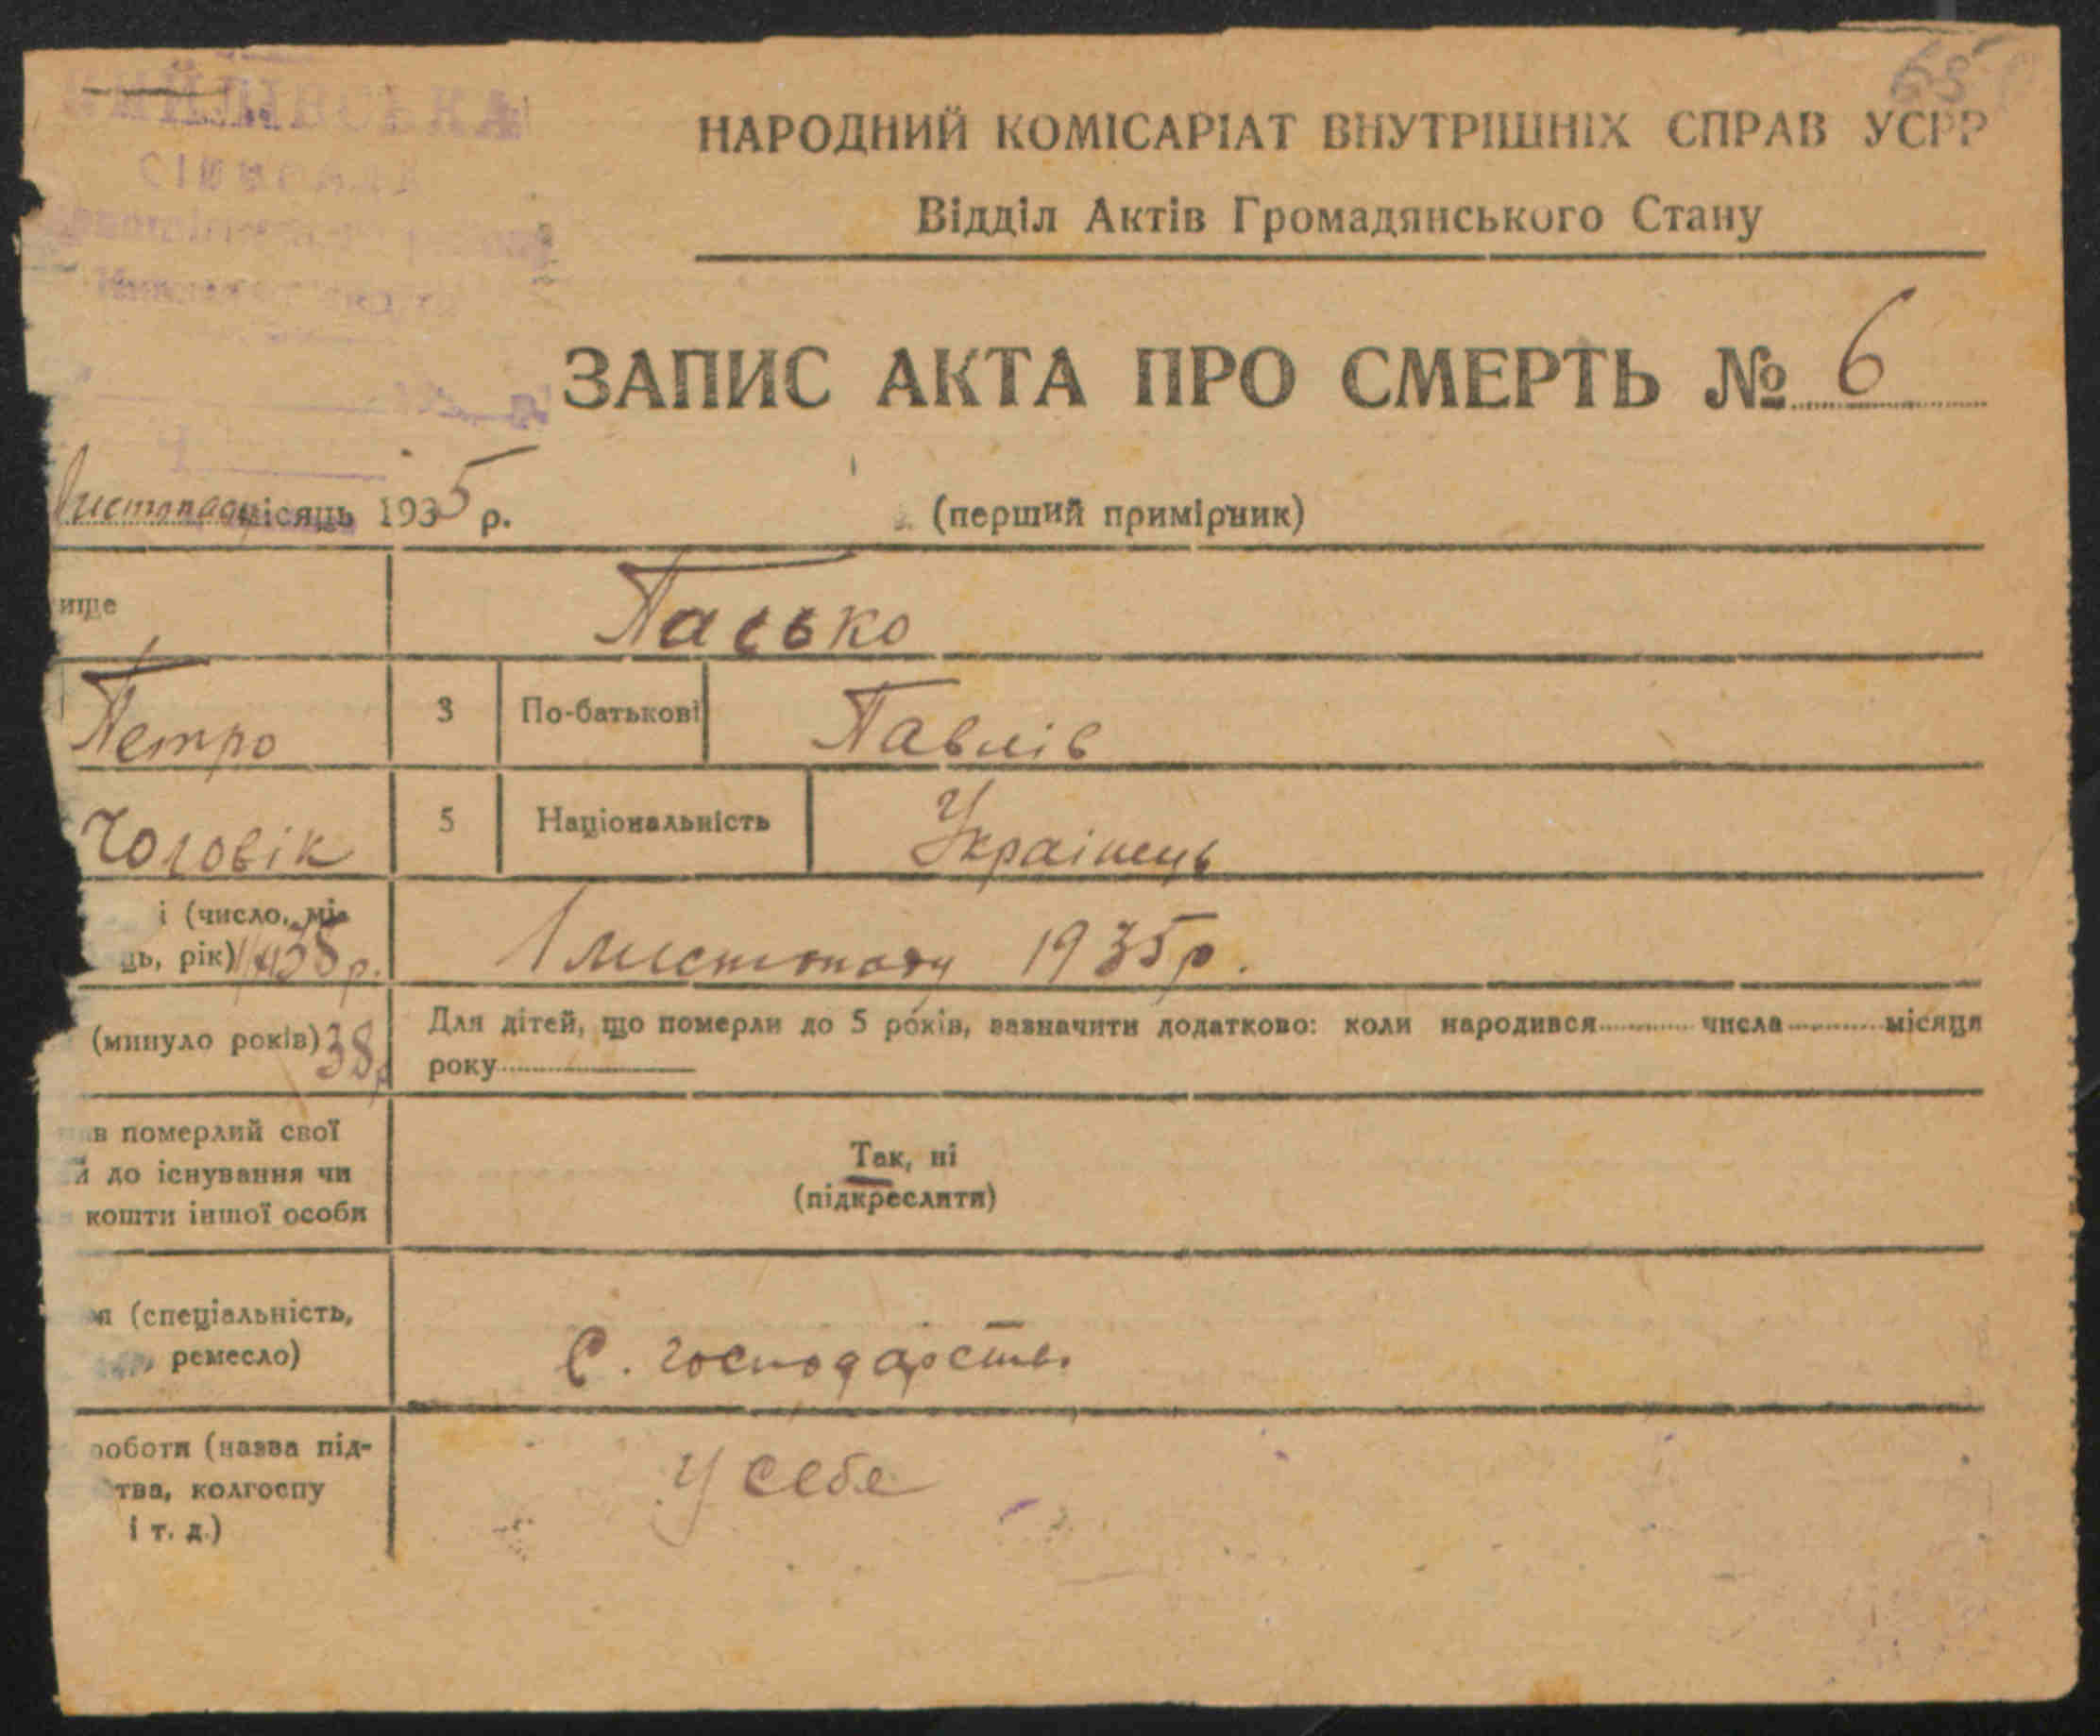 СІЛЬРАДА
НАРОДНИЙ КОМІСАРІАТ ВНУТРІШНІХ СПРАВ УСРР
Відділ Актів Громадянського Стану
ЗАПИС АКТА ПРО СМЕРТЬ № 6
Листопад місяць 1935 р.
(перший примірник)
ище
Пасько
Петро 3 По-батькові Павлів
Чоловік 5 Національність Українець
і (число, мі-
ць, рік)
1 листопаду 1935 р.
(минуло років) 38 р
Для дітей, що померли до 5 років, зазначити додатково: коли народився числа місяця
року
в померлий свої
й до існування чи
кошти іншої особи
Так, ні
(підкреслити)
я (спеціальність,
ремесло)
С. господарств.
роботи (назва під-
тва, колгоспу
і т. д.)
У себе